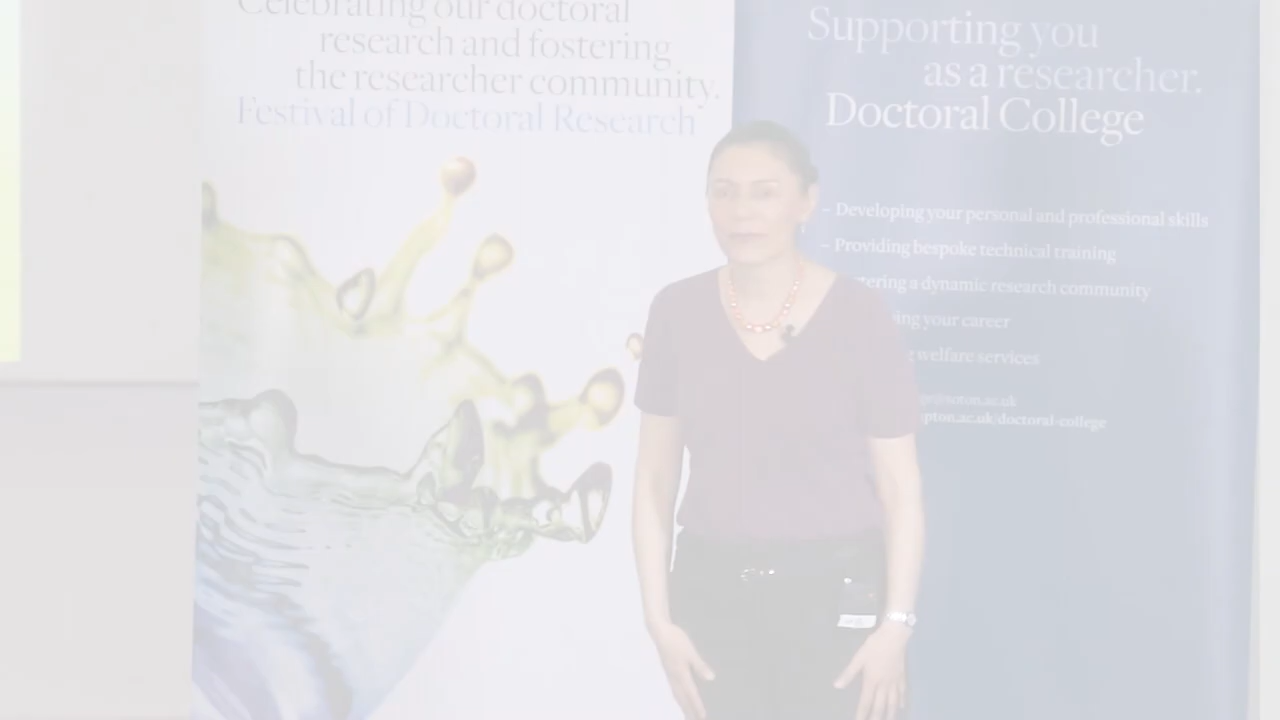 Celebrating our doctoral
research and fostering
the researcher community.
Festival of Doctoral Research
Supporting you
as a researcher.
Doctoral College
– Developing your personal and professional skills
– Providing bespoke technical training
a dynamic research community
your career
welfare services